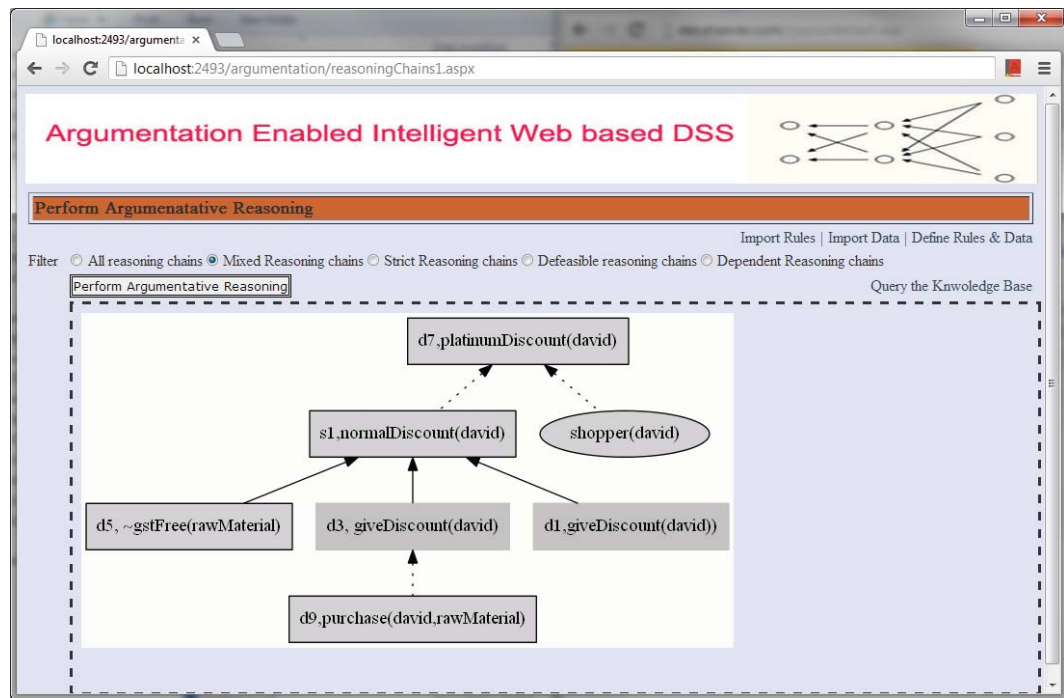 localhost:2493/argumenta
localhost:2493/argumentation/reasoningChains1.aspx
Argumentation Enabled Intelligent Web based DSS
Perform Argumenatative Reasoning
Import Rules | Import Data | Define Rules & Data
Filter All reasoning chains Mixed Reasoning chains Strict Reasoning chains Defeasible reasoning chains Dependent Reasoning chains
Perform Argumentative Reasoning Query the Knwoledge Base
d7,platinumDiscount(david)
s1,normalDiscount(david) shopper(david)
d5, ~gstFree(rawMaterial) d3, giveDiscount(david) d1,giveDiscount(david))
d9,purchase(david,rawMaterial)